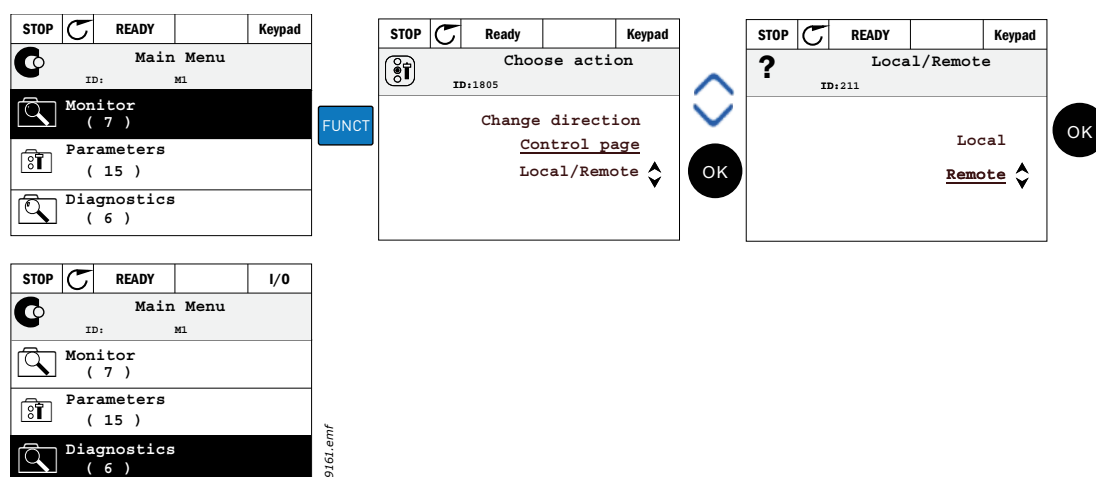 STOP READY Keypad
Main Menu
ID: M1
Monitor
( 7 )
Parameters
( 15 )
Diagnostics
( 6 )
FUNCT
STOP Ready Keypad
Choose action
ID:1805
Change direction
Control page
Local/Remote
OK
STOP READY Keypad
? Local/Remote
ID:211
Local
Remote
OK
STOP READY I/O
Main Menu
ID: M1
Monitor
( 7 )
Parameters
( 15 )
Diagnostics
( 6 )
9161.emf